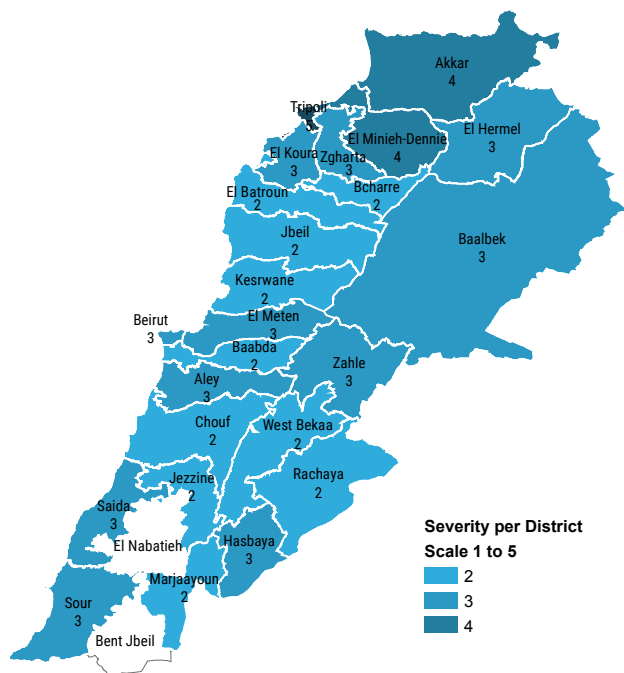 Akkar
4
Tripoli
5
El Minieh-Dennie
4
El Hermel
3
El Koura
3
Zgharta
3
El Batroun
2
Bcharre
2
Jbeil
2
Baalbek
3
Kesrwane
2
Beirut
3
El Meten
3
Baabda
2
Zahle
3
Aley
3
Chouf
2
West Bekaa
2
Jezzine
2
Rachaya
2
Saida
3
El Nabatieh
Hasbaya
3
Marjaayoun
2
Sour
3
Bent Jbeil
Severity per District
Scale 1 to 5
2
3
4